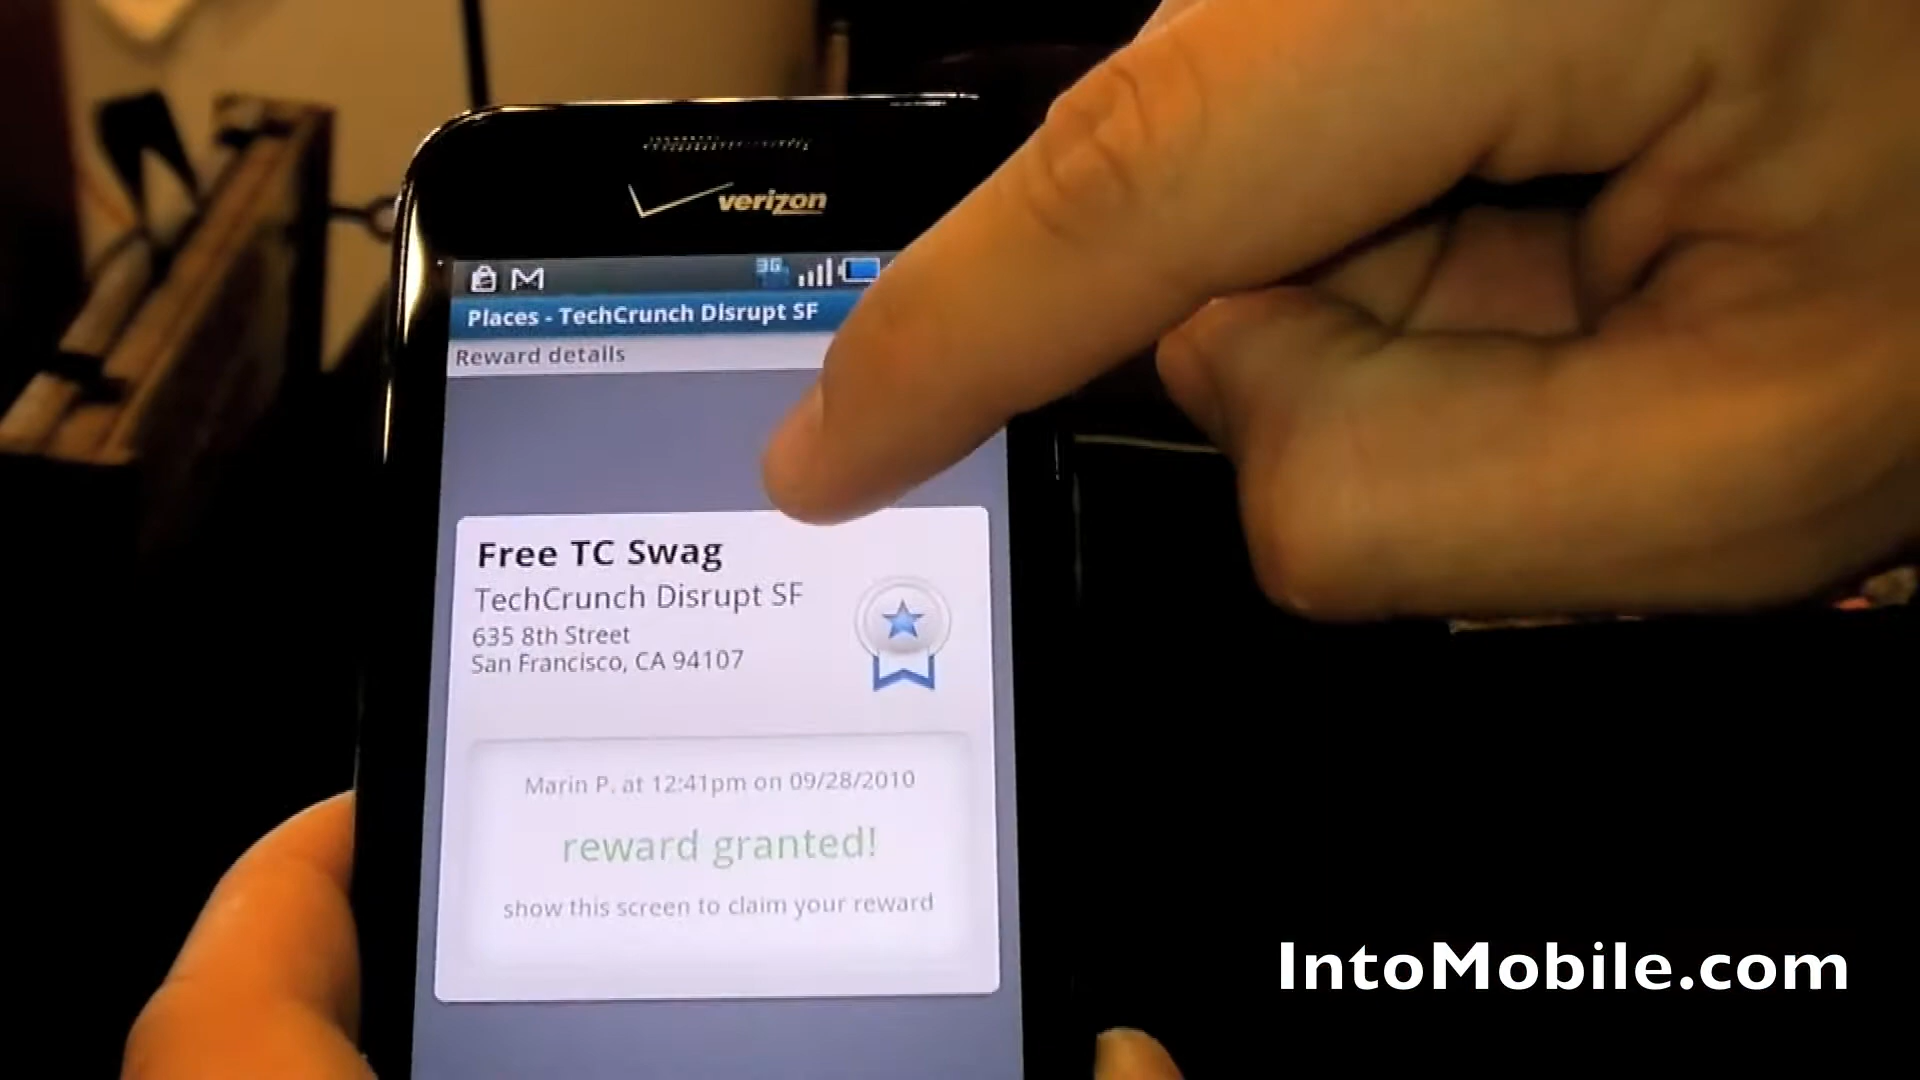 verizon
3G
Places - TechCrunch Disrupt SF
Reward details
Free TC Swag
TechCrunch Disrupt SF
635 8th Street
San Francisco, CA 94107
Marin P. at 12:41pm on 09/28/2010
reward granted!
show this screen to claim your reward
IntoMobile.com